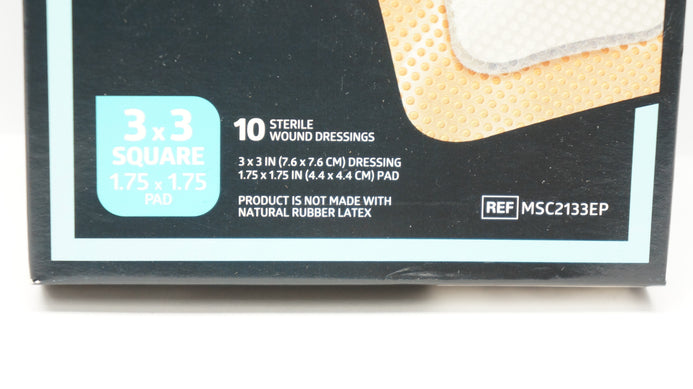 3 x 3
SQUARE
1.75 x 1.75
PAD
10 STERILE
WOUND DRESSINGS
3 x 3 IN (7.6 x 7.6 CM) DRESSING
1.75 x 1.75 IN (4.4 x 4.4 CM) PAD
PRODUCT IS NOT MADE WITH
NATURAL RUBBER LATEX
REF MSC2133EP